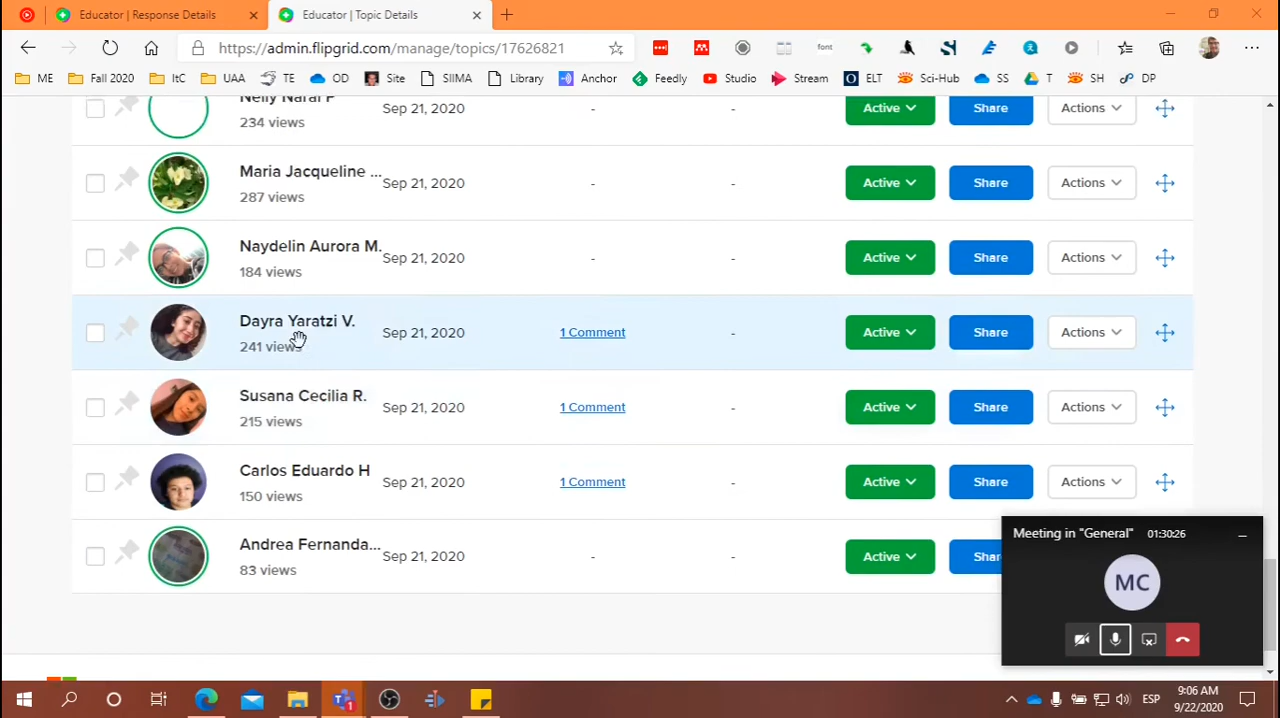 Educator | Response Details
Educator | Topic Details
https://admin.flipgrid.com/manage/topics/17626821
font
ME Fall 2020 ItC UAA TE OD Site SIIMA Library Anchor Feedly Studio Stream ELT Sci-Hub SS T SH DP
Sep 21, 2020 - - Active Share Actions
234 views
Maria Jacqueline ...
287 views
Sep 21, 2020 - - Active Share Actions
Naydelin Aurora M.
184 views
Sep 21, 2020 - - Active Share Actions
Dayra Yaratzi V.
241 views
Sep 21, 2020 1 Comment - Active Share Actions
Susana Cecilia R.
215 views
Sep 21, 2020 1 Comment - Active Share Actions
Carlos Eduardo H
150 views
Sep 21, 2020 1 Comment - Active Share Actions
Andrea Fernanda...
83 views
Sep 21, 2020 - - Active
Meeting in "General" 01:30:26
MC
ESP
9:06 AM
9/22/2020